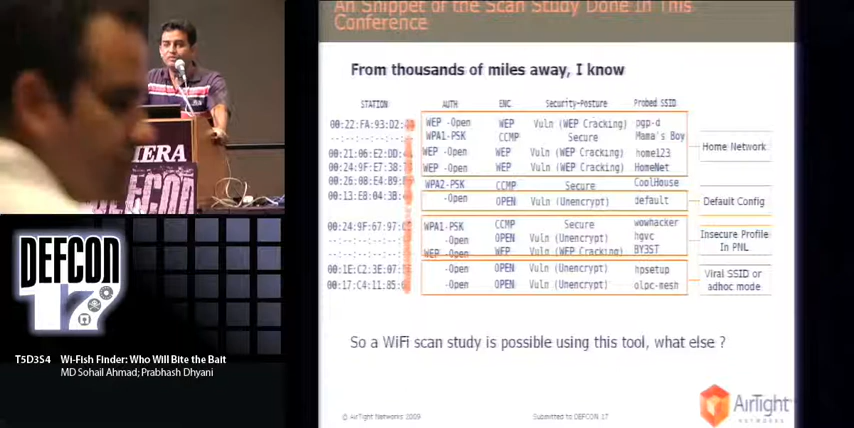 An Snippet of the Scan Study Done In This
Conference
From thousands of miles away, I know
STATION AUTH ENC Security-Posture Probed SSID
00:22:FA:93:D2: WEP -Open WEP Vuln (WEP Cracking) pgp-d
--:--:--:--:-- WPA1-PSK CCMP Secure Mama's Boy
00:21:06:E2:DD: WEP -Open WEP Vuln (WEP Cracking) home123
00:24:9F:E7:38: WEP -Open WEP Vuln (WEP Cracking) HomeNet
00:26:08:E4:B9: WPA2-PSK CCMP Secure CoolHouse
00:13:E8:04:3B: -Open OPEN Vuln (Unencrypt) default
00:24:9F:67:97: WPA1-PSK CCMP Secure wowhacker
--:--:--:--:-- -Open OPEN Vuln (Unencrypt) hgvc
--:--:--:--:-- WEP -Open WEP Vuln (WEP Cracking) BY3ST
00:1E:C2:3E:07: -Open OPEN Vuln (Unencrypt) hpsetup
00:17:C4:11:85: -Open OPEN Vuln (Unencrypt) olpc-mesh
Home Network
Default Config
Insecure Profile
In PNL
Viral SSID or
adhoc mode
So a WiFi scan study is possible using this tool, what else ?
© AirTight Networks 2009
Submitted to DEFCON 17
AirTight
NETWORKS
IERA
DEFCON
DEFCON
17
T5D3S4 Wi-Fish Finder: Who Will Bite the Bait
MD Sohail Ahmad; Prabhash Dhyani